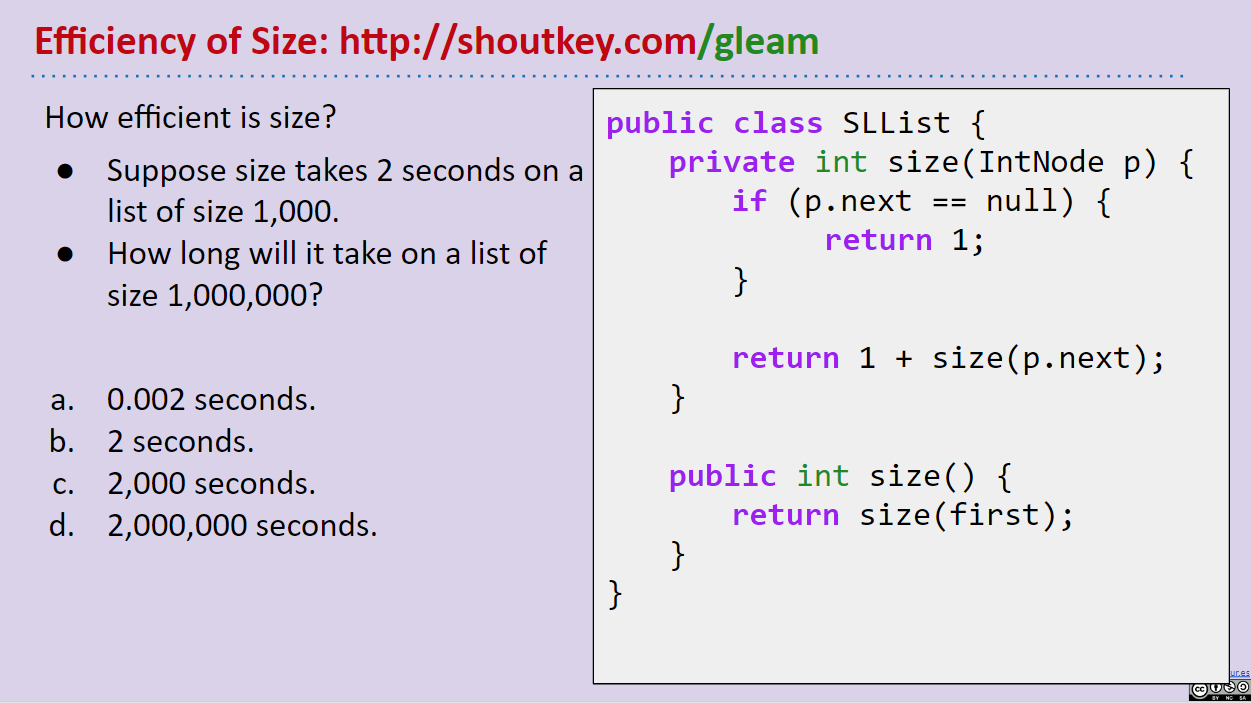 Efficiency of Size: http://shoutkey.com/gleam
How efficient is size?
● Suppose size takes 2 seconds on a
list of size 1,000.
● How long will it take on a list of
size 1,000,000?
a. 0.002 seconds.
b. 2 seconds.
c. 2,000 seconds.
d. 2,000,000 seconds.
public class SLList {
    private int size(IntNode p) {
        if (p.next == null) {
            return 1;
        }
        return 1 + size(p.next);
    }
    public int size() {
        return size(first);
    }
}
ur.es
cc
BY NC SA